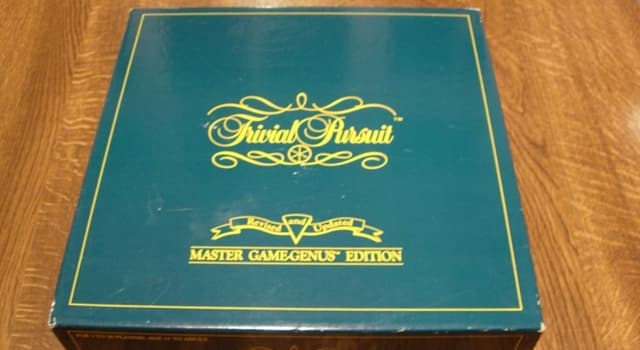 Trivial Pursuit™
Revised and Updated
MASTER GAME-GENUS™ EDITION